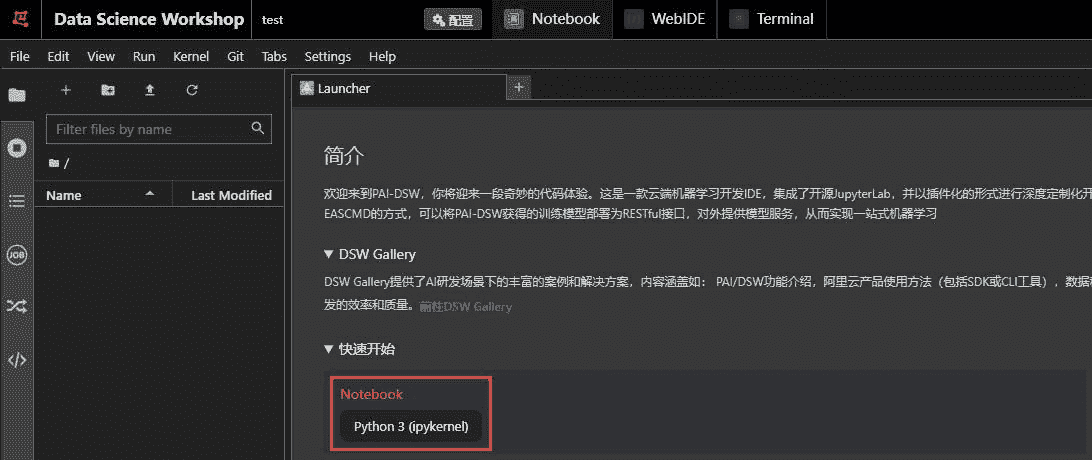 Data Science Workshop test 配置 Notebook WebIDE Terminal
File Edit View Run Kernel Git Tabs Settings Help
Launcher
Filter files by name
/
Name Last Modified
JOB
简介
欢迎来到PAI-DSW，你将迎来一段奇妙的代码体验。这是一款云端机器学习开发IDE，集成了开源JupyterLab，并以插件化的形式进行深度定制化开
EASCMD的方式，可以将PAI-DSW获得的训练模型部署为RESTful接口，对外提供模型服务，从而实现一站式机器学习
▼ DSW Gallery
DSW Gallery提供了AI研发场景下的丰富的案例和解决方案，内容涵盖如： PAI/DSW功能介绍，阿里云产品使用方法（包括SDK或CLI工具），数据
发的效率和质量。前往DSW Gallery
▼ 快速开始
Notebook
Python 3 (ipykernel)